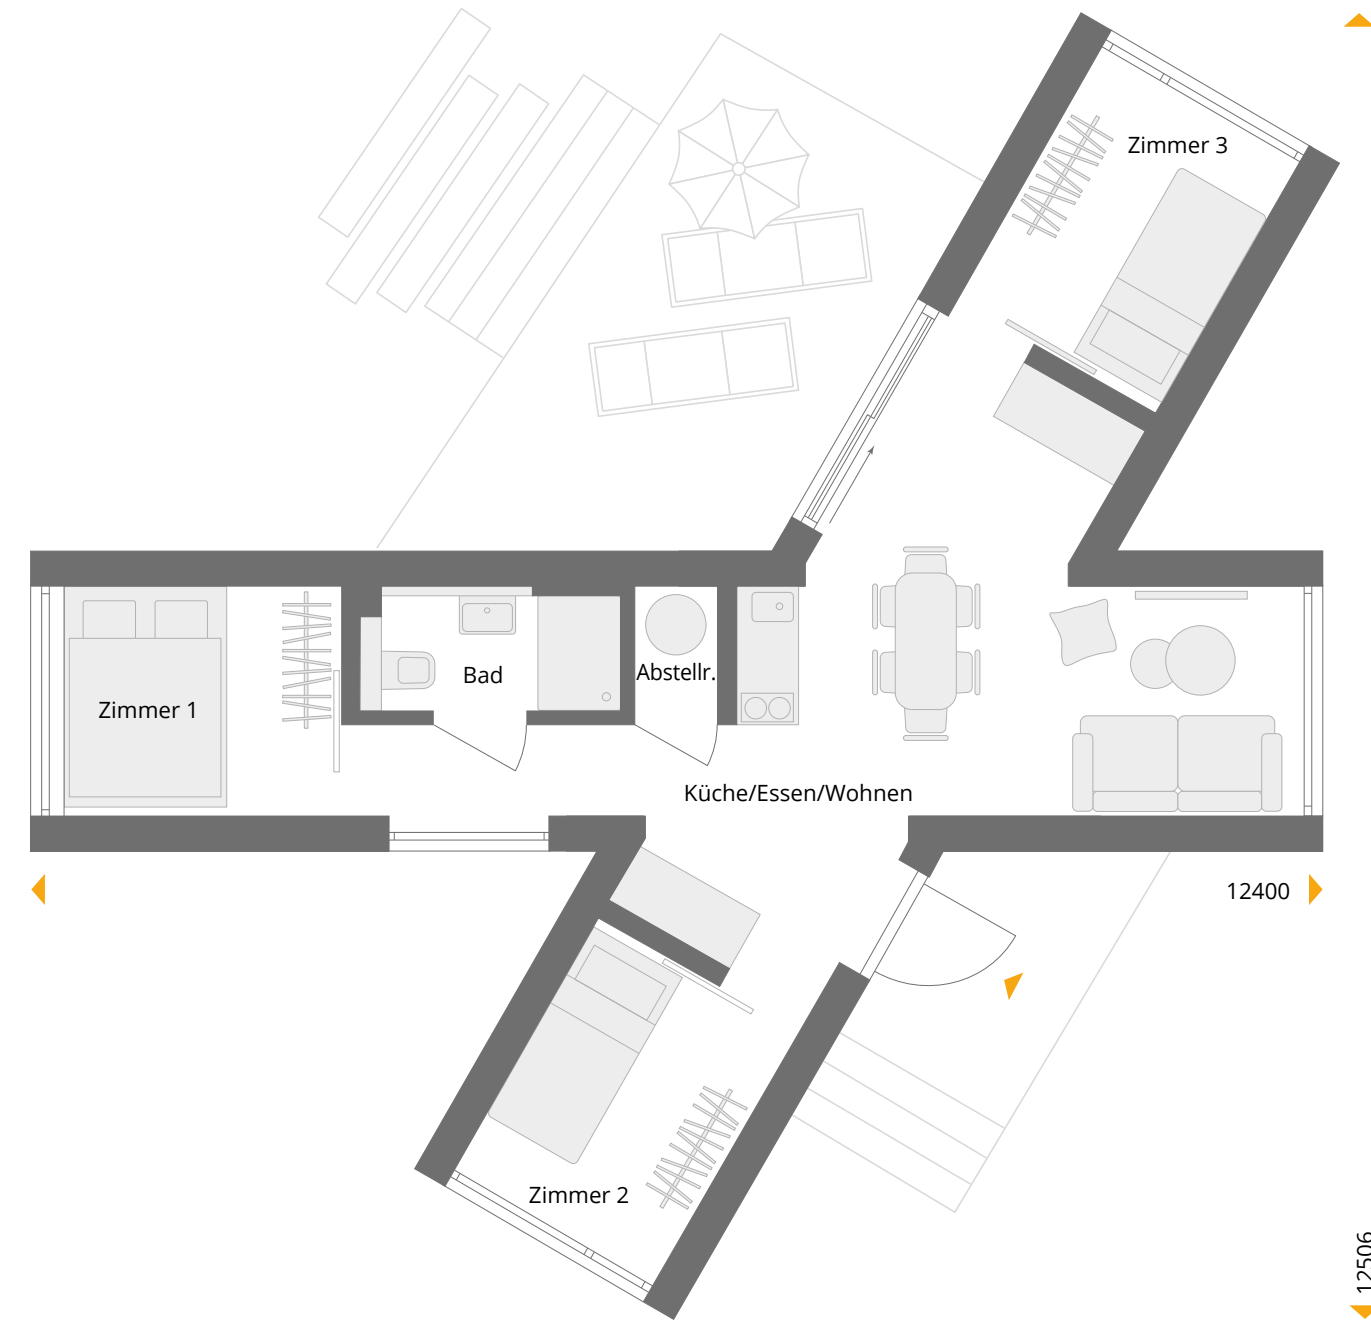 Zimmer 3
Bad
Abstellr.
Zimmer 1
Küche/Essen/Wohnen
12400
Zimmer 2
12506